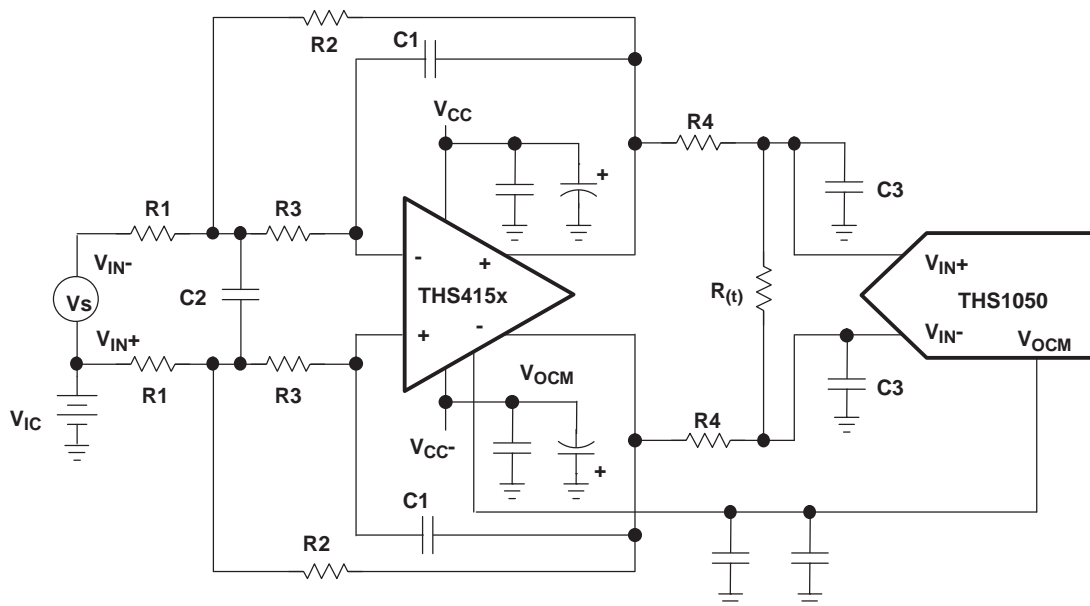 R2
C1
VCC
R4
C3
R1
R3
VIN-
Vs
C2
-
+
THS415x
+
-
R(t)
VIN+
THS1050
VIN-
VOCM
VIN+
R1
R3
VOCM
C3
VIC
VCC-
R4
+
+
C1
R2